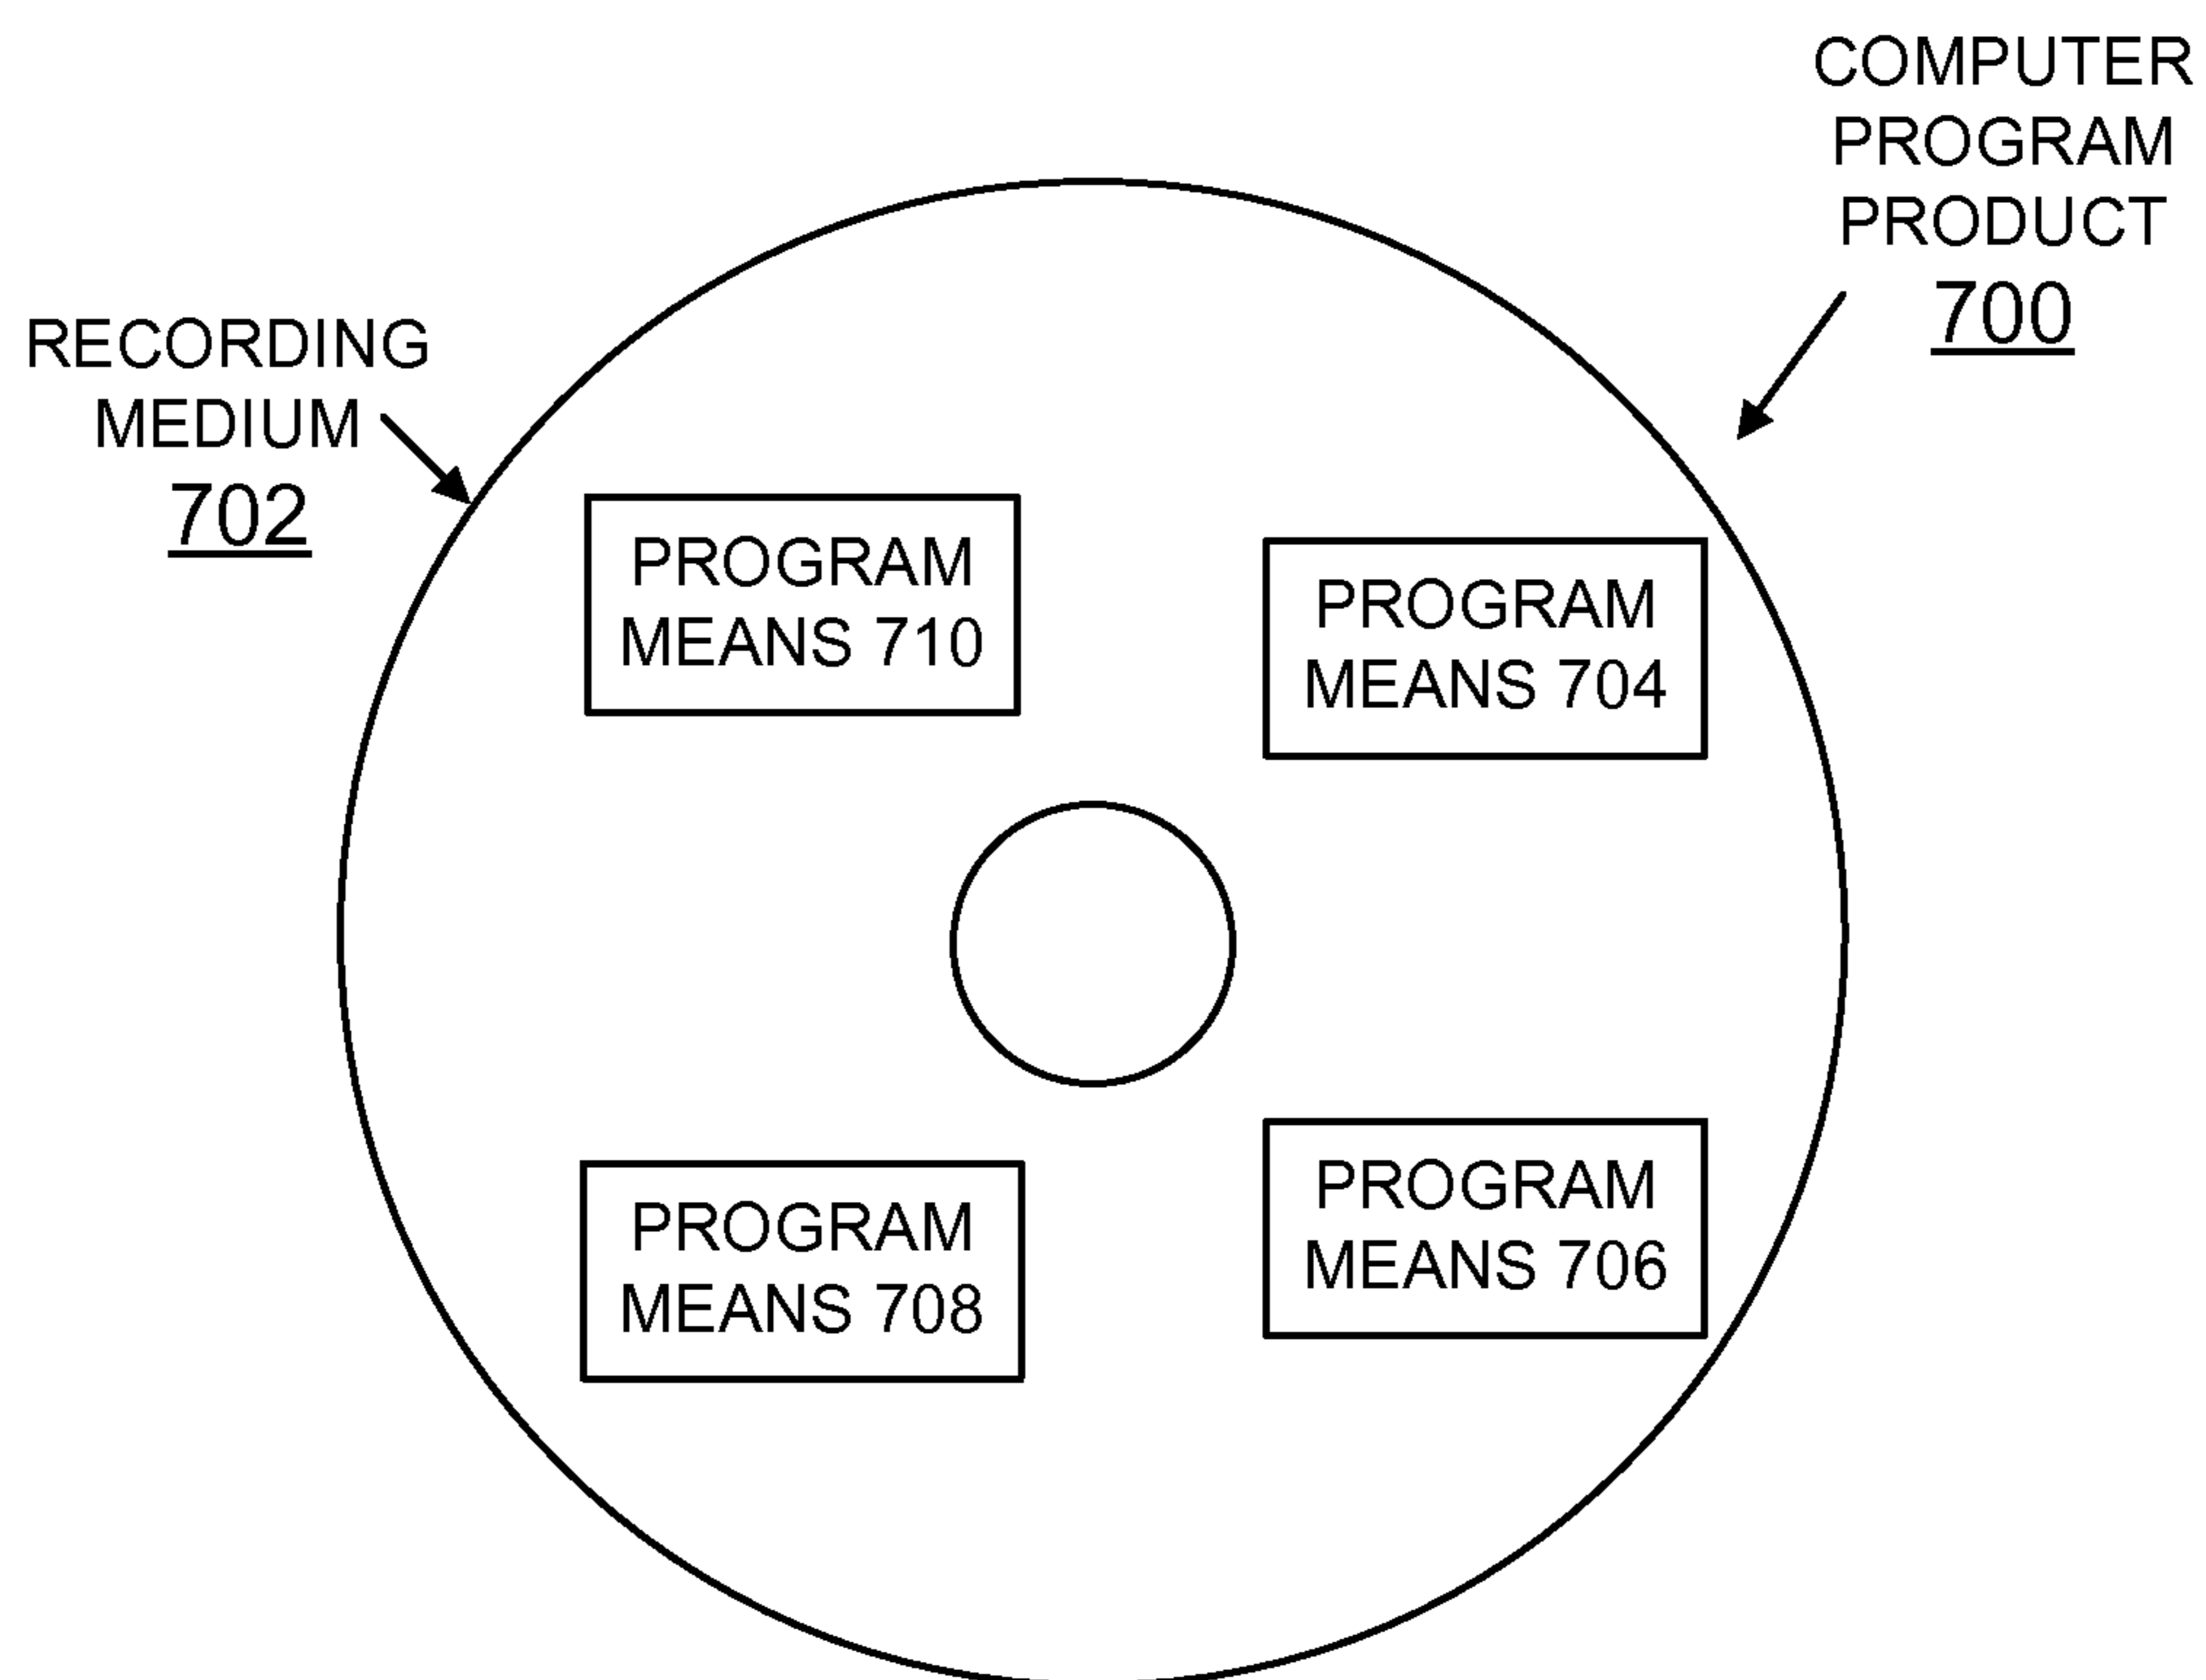 COMPUTER
PROGRAM
PRODUCT
700
RECORDING
MEDIUM
702
PROGRAM
MEANS 710
PROGRAM
MEANS 704
PROGRAM
MEANS 708
PROGRAM
MEANS 706